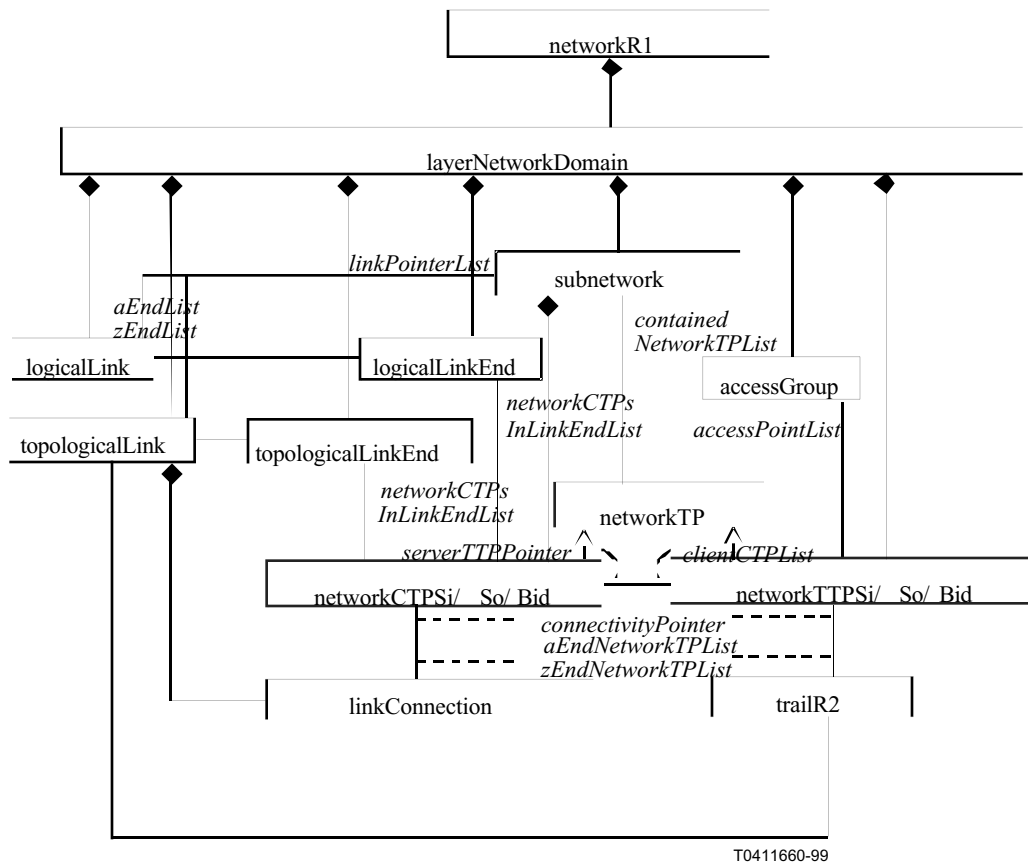 networkR1
layerNetworkDomain
linkPointerList
subnetwork
aEndList
zEndList
contained
NetworkTPList
logicalLink
logicalLinkEnd
accessGroup
networkCTPs
InLinkEndList
accessPointList
topologicalLink
topologicalLinkEnd
networkCTPs
InLinkEndList
networkTP
serverTTPPointer
clientCTPList
networkCTPSi/ So/ Bid
networkTTPSi/ So/ Bid
connectivityPointer
aEndNetworkTPList
zEndNetworkTPList
linkConnection
trailR2
T0411660-99